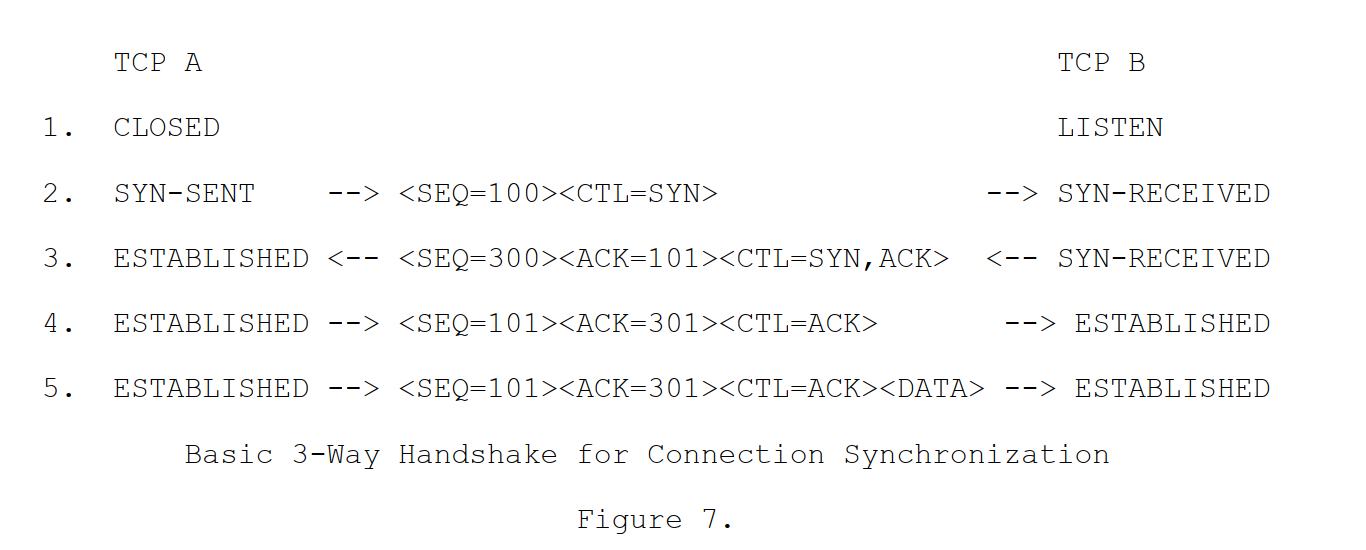 TCP A                                                TCP B
1.  CLOSED                                               LISTEN
2.  SYN-SENT    --> <SEQ=100><CTL=SYN>               --> SYN-RECEIVED
3.  ESTABLISHED <-- <SEQ=300><ACK=101><CTL=SYN,ACK>  <-- SYN-RECEIVED
4.  ESTABLISHED --> <SEQ=101><ACK=301><CTL=ACK>       --> ESTABLISHED
5.  ESTABLISHED --> <SEQ=101><ACK=301><CTL=ACK><DATA> --> ESTABLISHED
Basic 3-Way Handshake for Connection Synchronization
Figure 7.